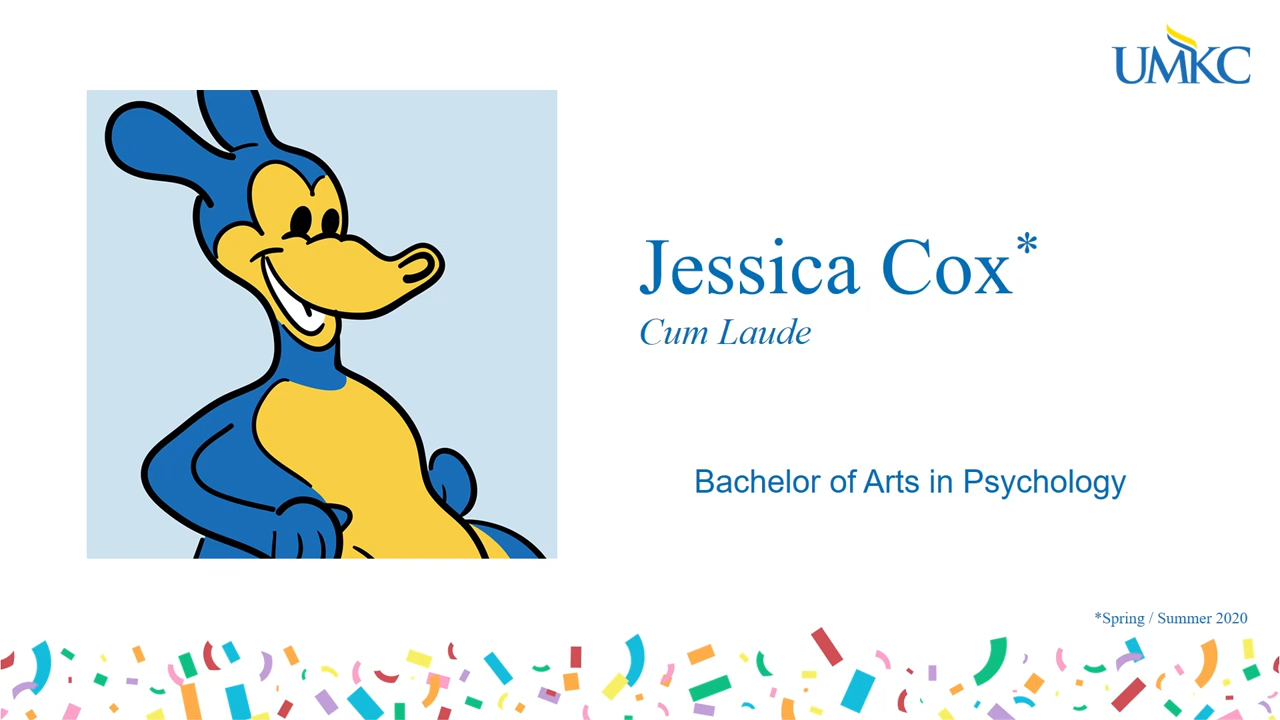 UMKC
Jessica Cox*
Cum Laude
Bachelor of Arts in Psychology
*Spring / Summer 2020